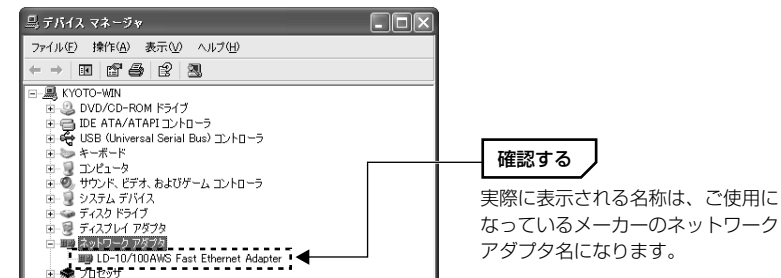 デバイス マネージャ
ファイル(F) 操作(A) 表示(V) ヘルプ(H)
KYOTO-WIN
DVD/CD-ROM ドライブ
IDE ATA/ATAPI コントローラ
USB (Universal Serial Bus) コントローラ
キーボード
コンピュータ
サウンド、ビデオ、およびゲーム コントローラ
システム デバイス
ディスク ドライブ
ディスプレイ アダプタ
ネットワーク アダプタ
LD-10/100AWS Fast Ethernet Adapter
プロセッサ
確認する
実際に表示される名称は、ご使用に
なっているメーカーのネットワーク
アダプタ名になります。